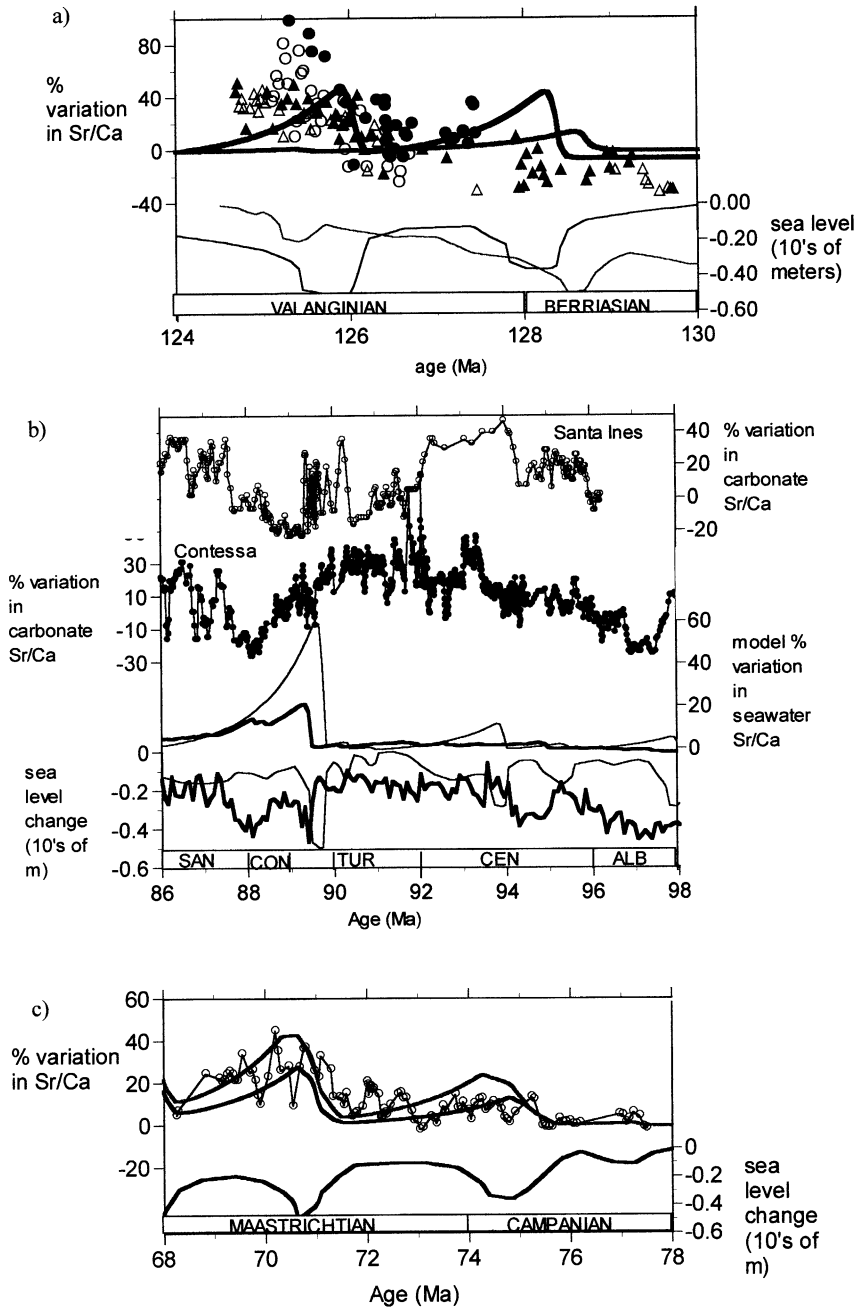 a)
80
40
0
-40
%
variation
in Sr/Ca
0.00
-0.20
-0.40
-0.60
sea level
(10's of
meters)
VALANGINIAN
BERRIASIAN
124
126
128
130
age (Ma)
b)
Santa Ines
40
20
0
-20
% variation
in
carbonate
Sr/Ca
Contessa
% variation
in
carbonate
Sr/Ca
30
10
-10
-30
60
40
20
0
model %
variation
in
seawater
Sr/Ca
sea
level
change
(10's of
m)
0
-0.2
-0.4
-0.6
SAN
CON
TUR
CEN
ALB
86
88
90
92
94
96
98
Age (Ma)
c)
% variation
in Sr/Ca
60
40
20
0
-20
0
-0.2
-0.4
-0.6
sea
level
change
(10's of
m)
MAASTRICHTIAN
CAMPANIAN
68
70
72
74
76
78
Age (Ma)